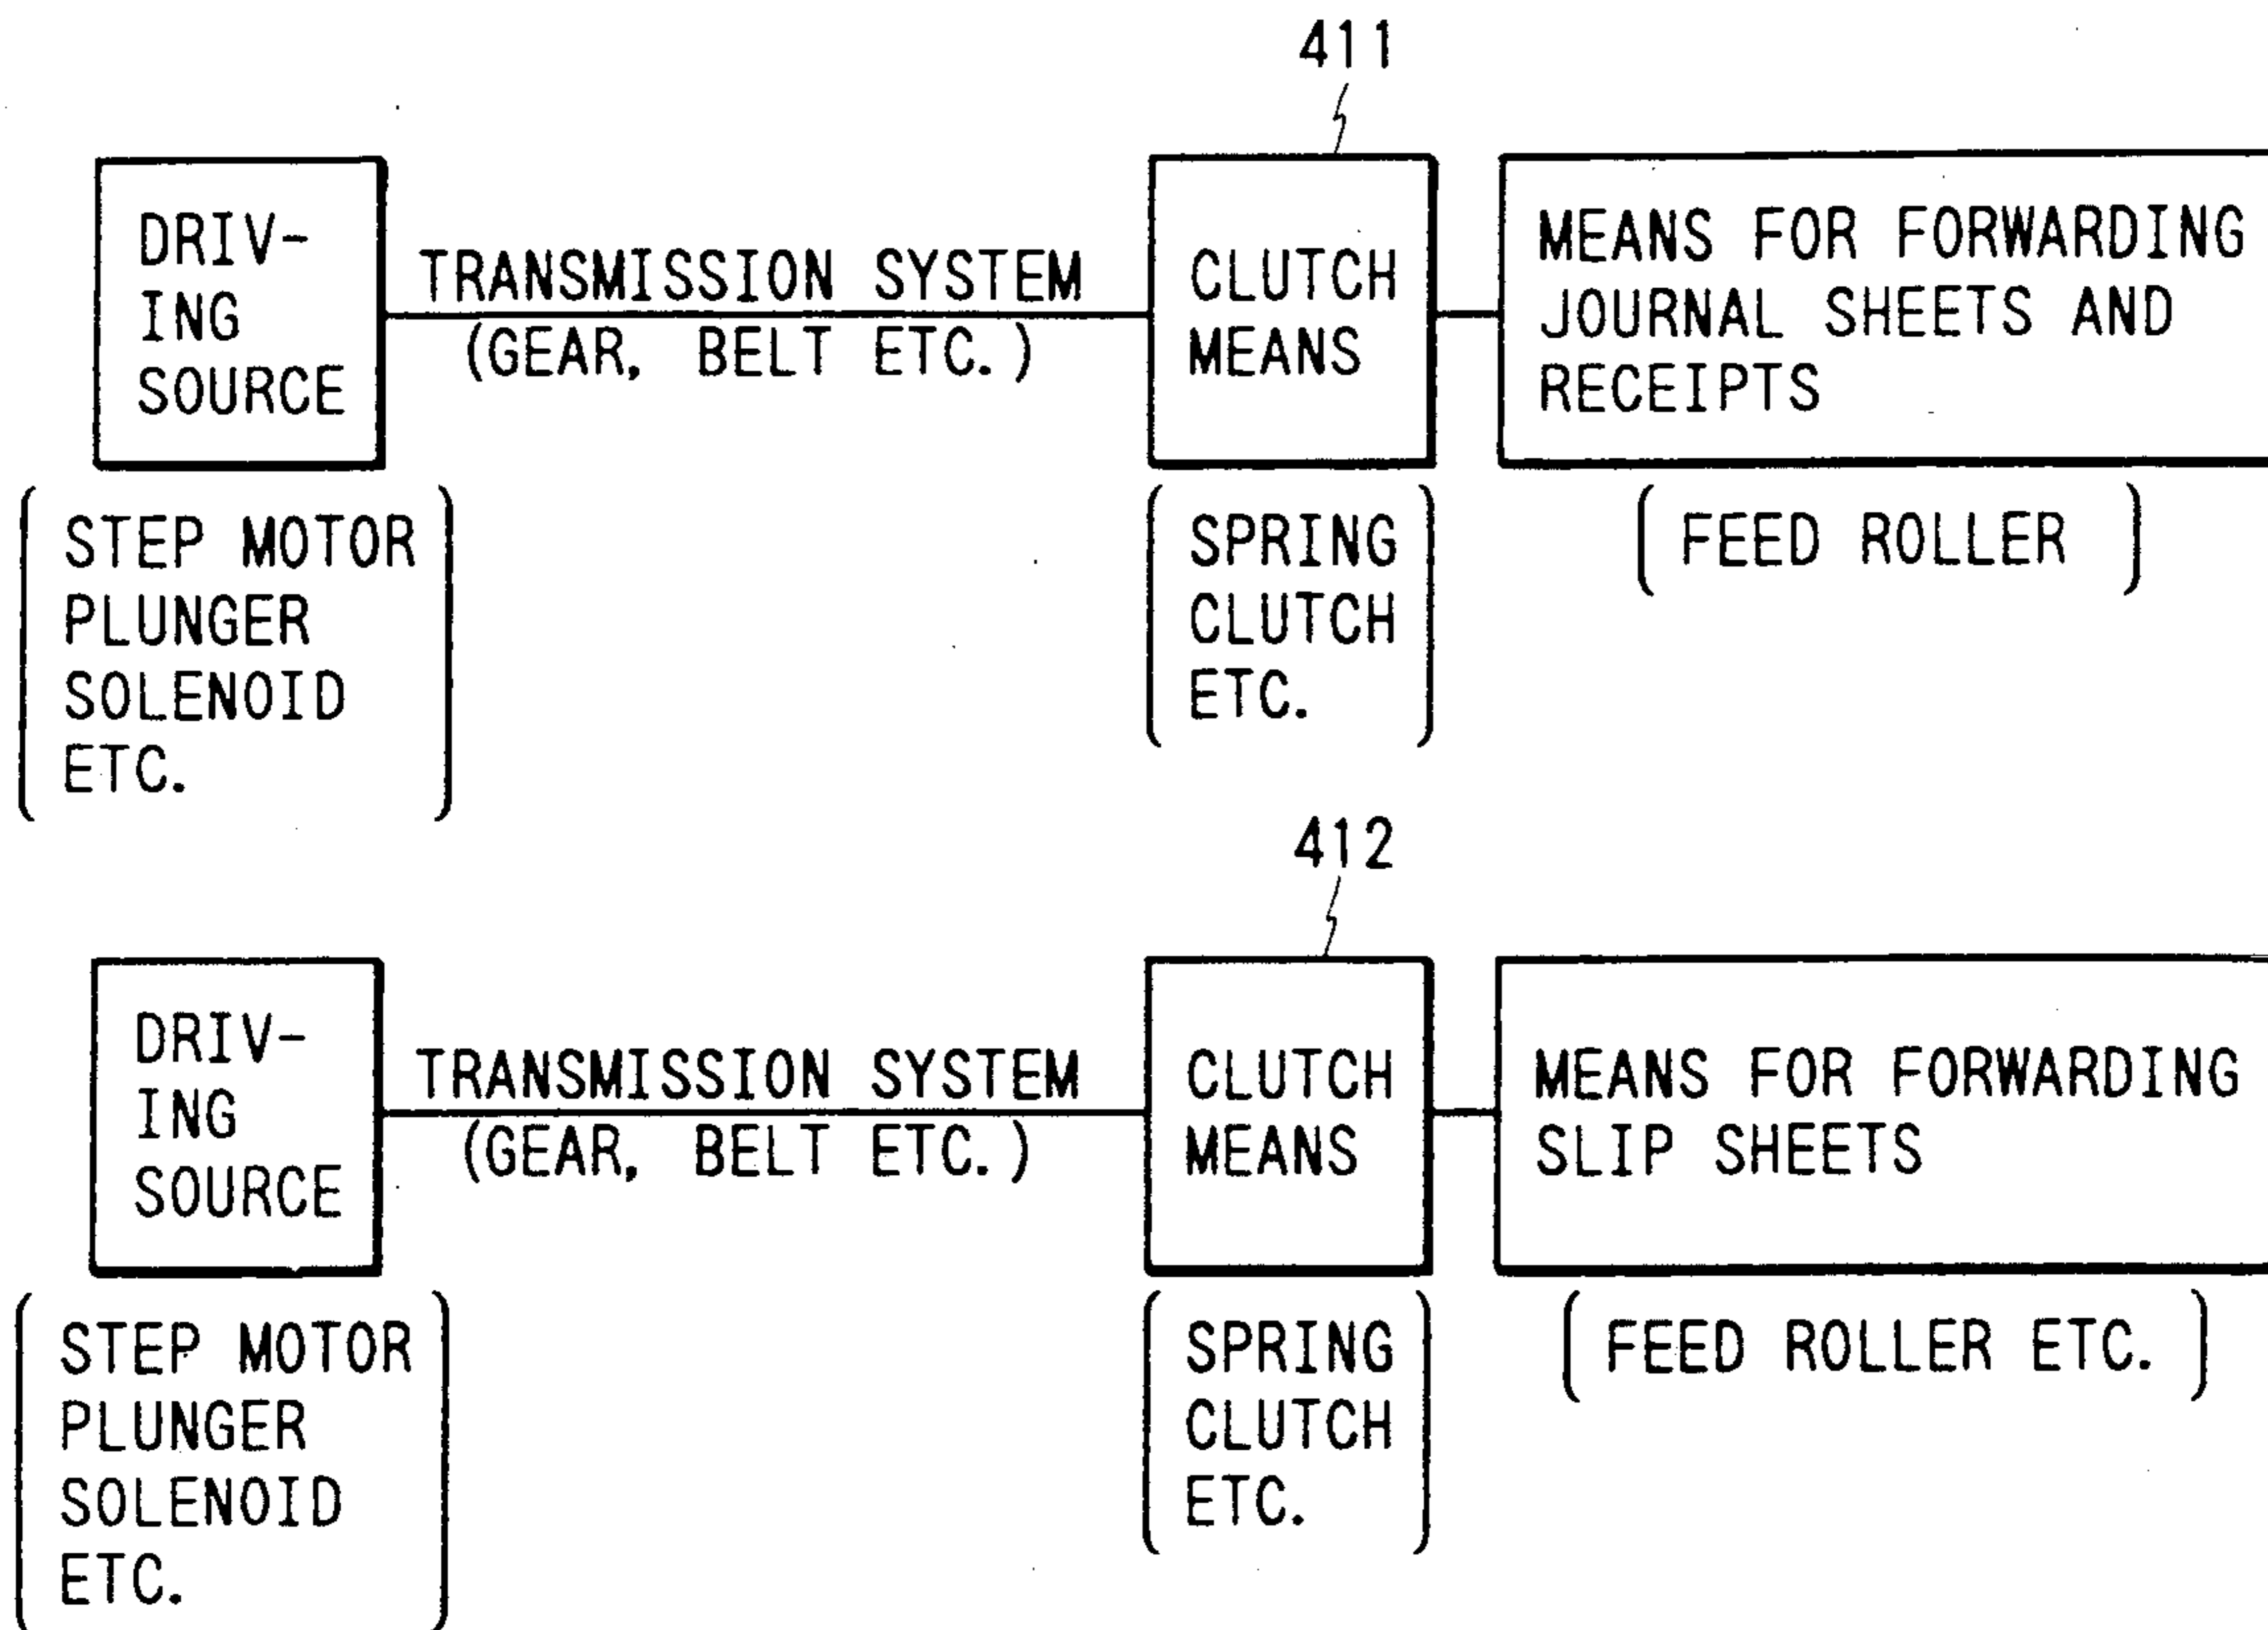 411
DRIV-
ING
SOURCE
TRANSMISSION SYSTEM
(GEAR, BELT ETC.)
CLUTCH
MEANS
MEANS FOR FORWARDING
JOURNAL SHEETS AND
RECEIPTS
STEP MOTOR
PLUNGER
SOLENOID
ETC.
SPRING
CLUTCH
ETC.
FEED ROLLER
412
DRIV-
ING
SOURCE
TRANSMISSION SYSTEM
(GEAR, BELT ETC.)
CLUTCH
MEANS
MEANS FOR FORWARDING
SLIP SHEETS
STEP MOTOR
PLUNGER
SOLENOID
ETC.
SPRING
CLUTCH
ETC.
FEED ROLLER ETC.